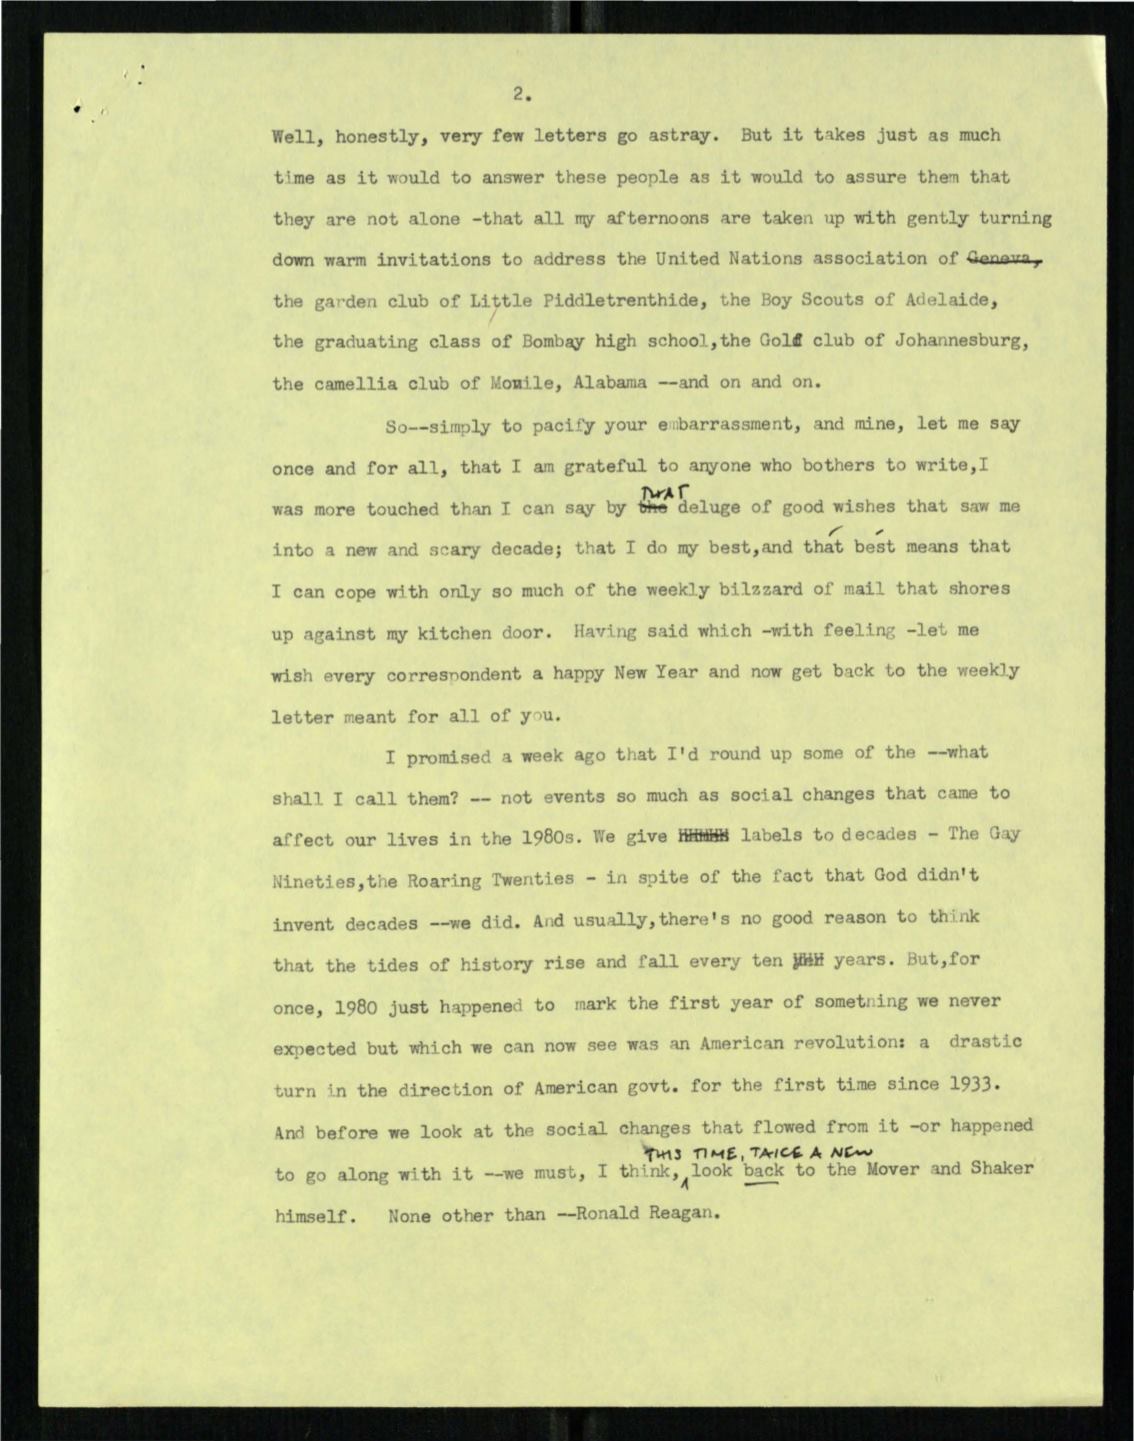 2.
Well, honestly, very few letters go astray.  But it takes just as much
time as it would to answer these people as it would to assure them that
they are not alone -that all my afternoons are taken up with gently turning
down warm invitations to address the United Nations association of Geneva,
the garden club of Little Piddletrenthide, the Boy Scouts of Adelaide,
the graduating class of Bombay high school,the Golf club of Johannesburg,
the camellia club of Momile, Alabama --and on and on.
So--simply to pacify your embarrassment, and mine, let me say
once and for all, that I am grateful to anyone who bothers to write,I
THAT
was more touched than I can say by the deluge of good wishes that saw me
into a new and scary decade; that I do my best,and that best means that
I can cope with only so much of the weekly bilzzard of mail that shores
up against my kitchen door.  Having said which -with feeling -let me
wish every correspondent a happy New Year and now get back to the weekly
letter meant for all of you.
I promised a week ago that I'd round up some of the --what
shall I call them? -- not events so much as social changes that came to
affect our lives in the 1980s. We give labels to decades - The Gay
Nineties,the Roaring Twenties - in spite of the fact that God didn't
invent decades --we did. And usually,there's no good reason to think
that the tides of history rise and fall every ten years. But,for
once, 1980 just happened to  mark the first year of something we never
expected but which we can now see was an American revolution: a  drastic
turn in the direction of American govt. for the first time since 1933.
And before we look at the social changes that flowed from it -or happened
THIS TIME, TAKE A NEW
to go along with it --we must, I think, look back to the Mover and Shaker
himself.   None other than --Ronald Reagan.